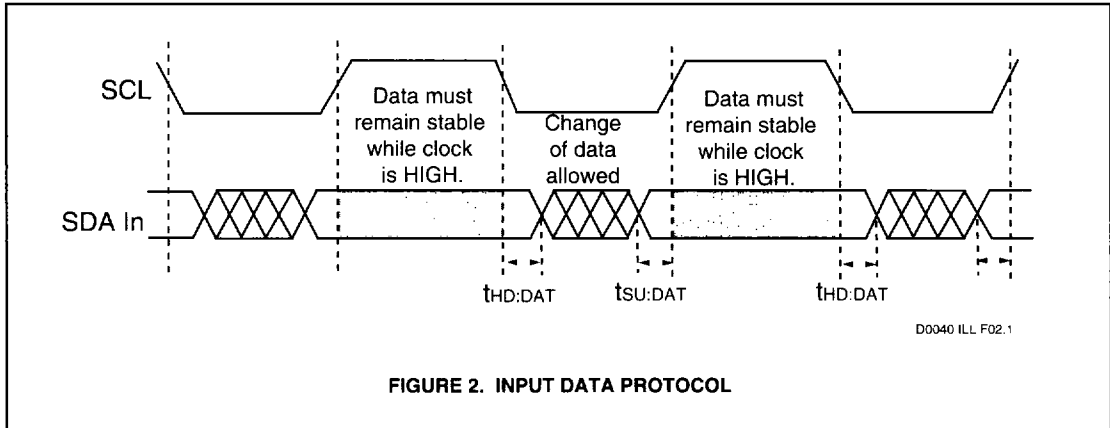 SCL
Data must
remain stable
while clock
is HIGH.
Change
of data
allowed
Data must
remain stable
while clock
is HIGH.
SDA In
tHD:DAT
tSU:DAT
tHD:DAT
D0040 ILL F02.1
FIGURE 2. INPUT DATA PROTOCOL